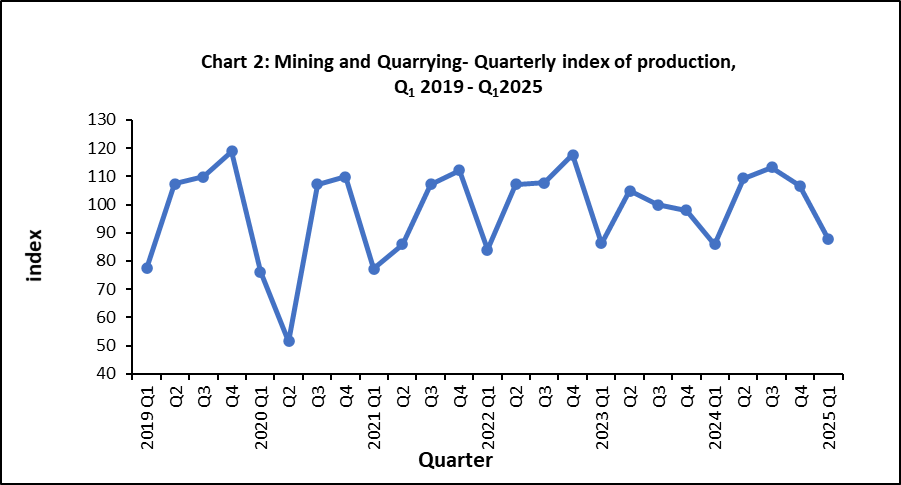 Chart 2: Mining and Quarrying- Quarterly index of production,
Q1 2019 - Q12025
130
120
110
100
90
80
70
60
50
40
index
2019 Q1
Q2
Q3
Q4
2020 Q1
Q2
Q3
Q4
2021 Q1
Q2
Q3
Q4
2022 Q1
Q2
Q3
Q4
2023 Q1
Q2
Q3
Q4
2024 Q1
Q2
Q3
Q4
2025 Q1
Quarter